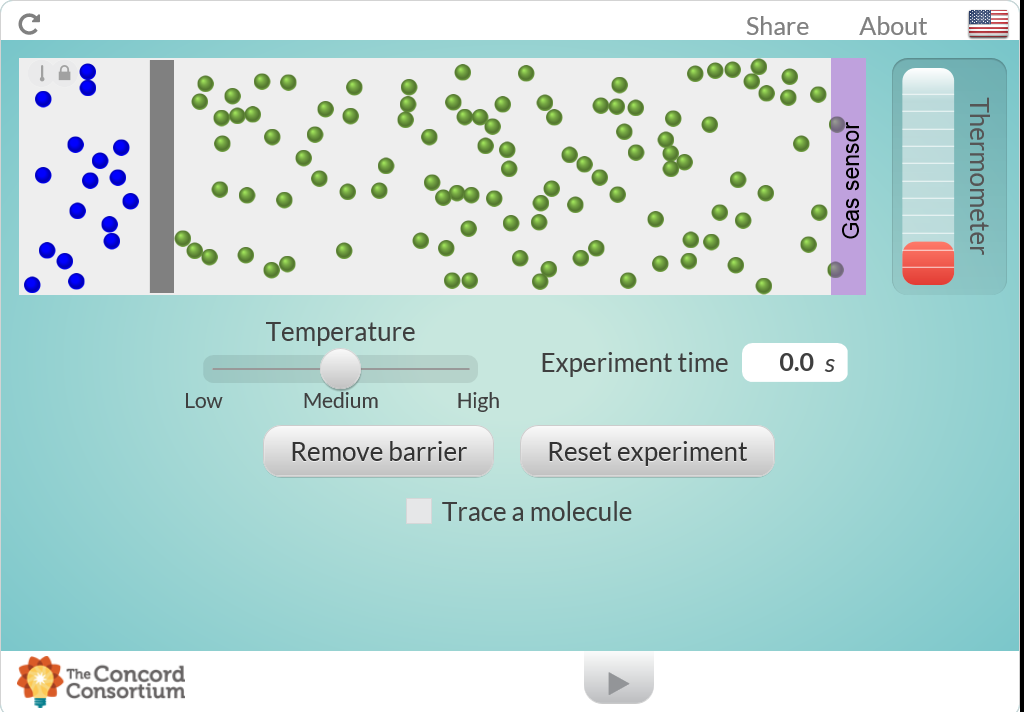 Share About
Gas sensor
Thermometer
Temperature
Low Medium High
Experiment time 0.0 s
Remove barrier Reset experiment
Trace a molecule
The Concord
Consortium